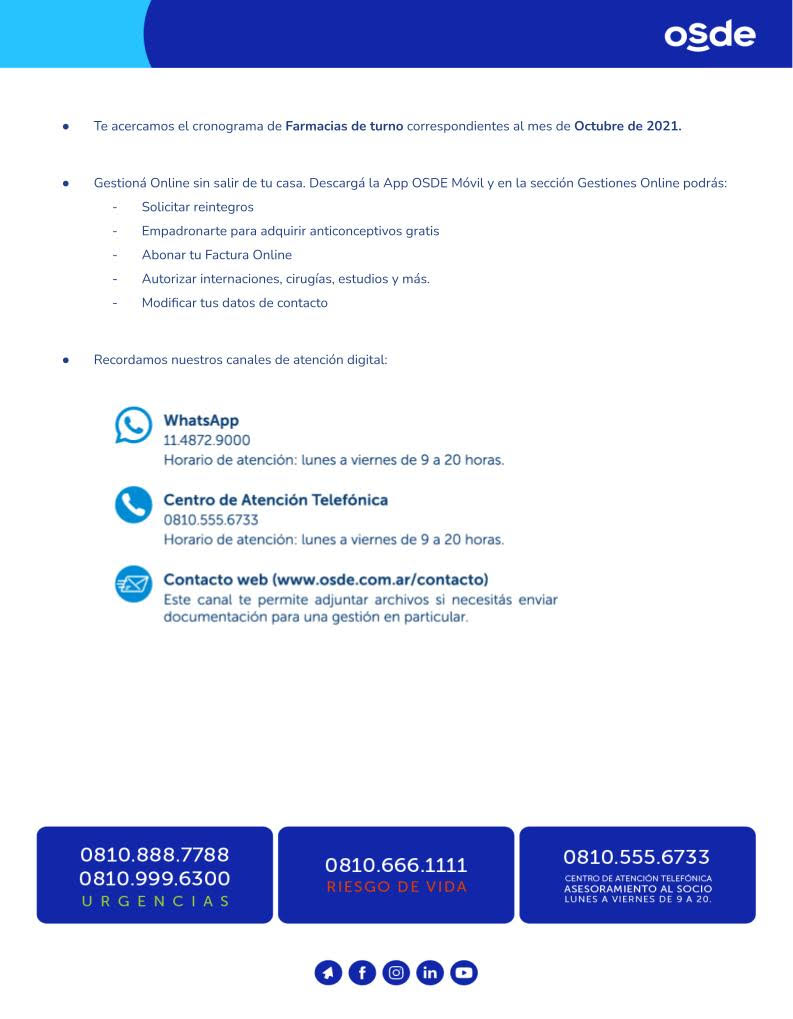 osde
● Te acercamos el cronograma de Farmacias de turno correspondientes al mes de Octubre de 2021.
● Gestioná Online sin salir de tu casa. Descargá la App OSDE Móvil y en la sección Gestiones Online podrás:
- Solicitar reintegros
- Empadronarte para adquirir anticonceptivos gratis
- Abonar tu Factura Online
- Autorizar internaciones, cirugías, estudios y más.
- Modificar tus datos de contacto
● Recordamos nuestros canales de atención digital:
WhatsApp
11.4872.9000
Horario de atención: lunes a viernes de 9 a 20 horas.
Centro de Atención Telefónica
0810.555.6733
Horario de atención: lunes a viernes de 9 a 20 horas.
Contacto web (www.osde.com.ar/contacto)
Este canal te permite adjuntar archivos si necesitás enviar
documentación para una gestión en particular.
0810.888.7788
0810.999.6300
URGENCIAS
0810.666.1111
RIESGO DE VIDA
0810.555.6733
CENTRO DE ATENCIÓN TELEFÓNICA
ASESORAMIENTO AL SOCIO
LUNES A VIERNES DE 9 A 20.